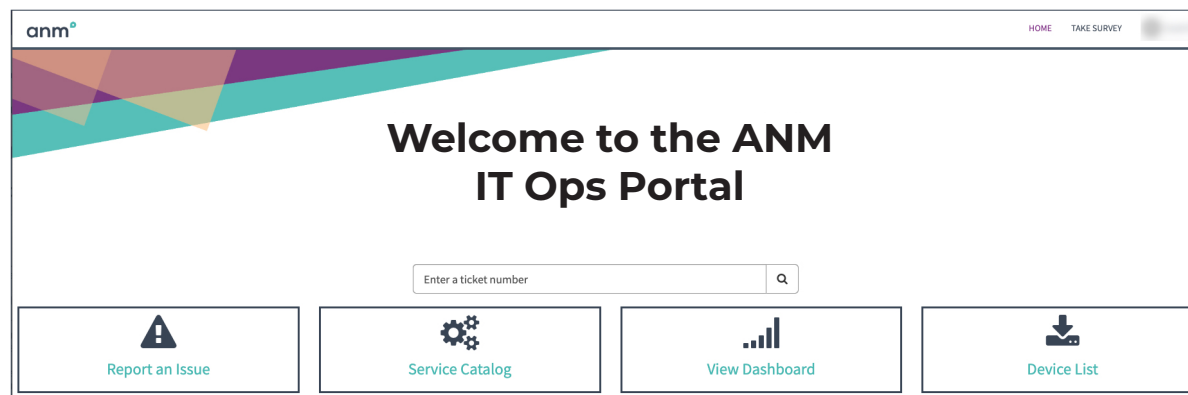 anm
HOME TAKE SURVEY
Welcome to the ANM
IT Ops Portal
Enter a ticket number
Report an Issue
Service Catalog
View Dashboard
Device List